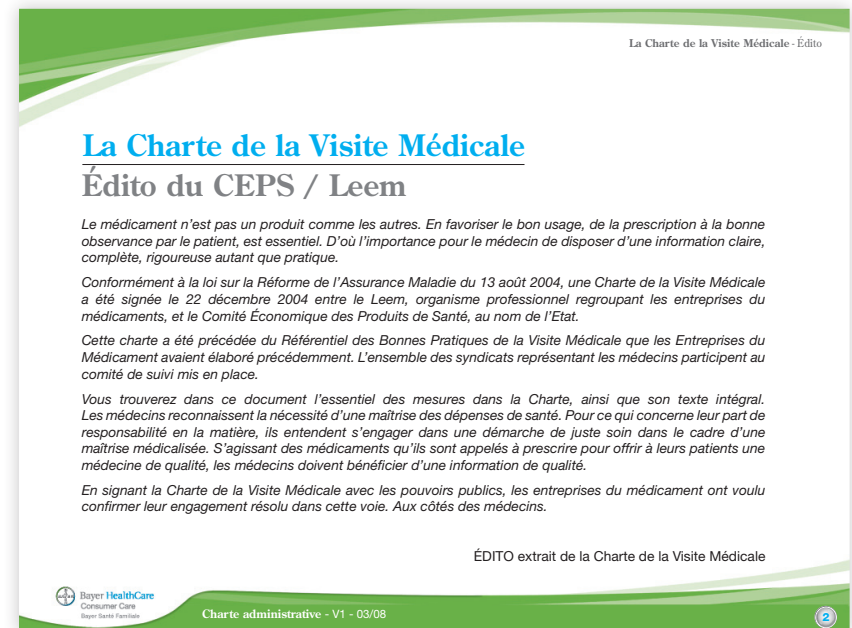 La Charte de la Visite Médicale - Édito
La Charte de la Visite Médicale
Édito du CEPS / Leem
Le médicament n’est pas un produit comme les autres. En favoriser le bon usage, de la prescription à la bonne
observance par le patient, est essentiel. D’où l’importance pour le médecin de disposer d’une information claire,
complète, rigoureuse autant que pratique.
Conformément à la loi sur la Réforme de l’Assurance Maladie du 13 août 2004, une Charte de la Visite Médicale
a été signée le 22 décembre 2004 entre le Leem, organisme professionnel regroupant les entreprises du
médicaments, et le Comité Économique des Produits de Santé, au nom de l’Etat.
Cette charte a été précédée du Référentiel des Bonnes Pratiques de la Visite Médicale que les Entreprises du
Médicament avaient élaboré précédemment. L’ensemble des syndicats représentant les médecins participent au
comité de suivi mis en place.
Vous trouverez dans ce document l’essentiel des mesures dans la Charte, ainsi que son texte intégral.
Les médecins reconnaissent la nécessité d’une maîtrise des dépenses de santé. Pour ce qui concerne leur part de
responsabilité en la matière, ils entendent s’engager dans une démarche de juste soin dans le cadre d’une
maîtrise médicalisée. S’agissant des médicaments qu’ils sont appelés à prescrire pour offrir à leurs patients une
médecine de qualité, les médecins doivent bénéficier d’une information de qualité.
En signant la Charte de la Visite Médicale avec les pouvoirs publics, les entreprises du médicament ont voulu
confirmer leur engagement résolu dans cette voie. Aux côtés des médecins.
ÉDITO extrait de la Charte de la Visite Médicale
Bayer HealthCare
Consumer Care
Bayer Santé Familiale
Charte administrative - V1 - 03/08
2